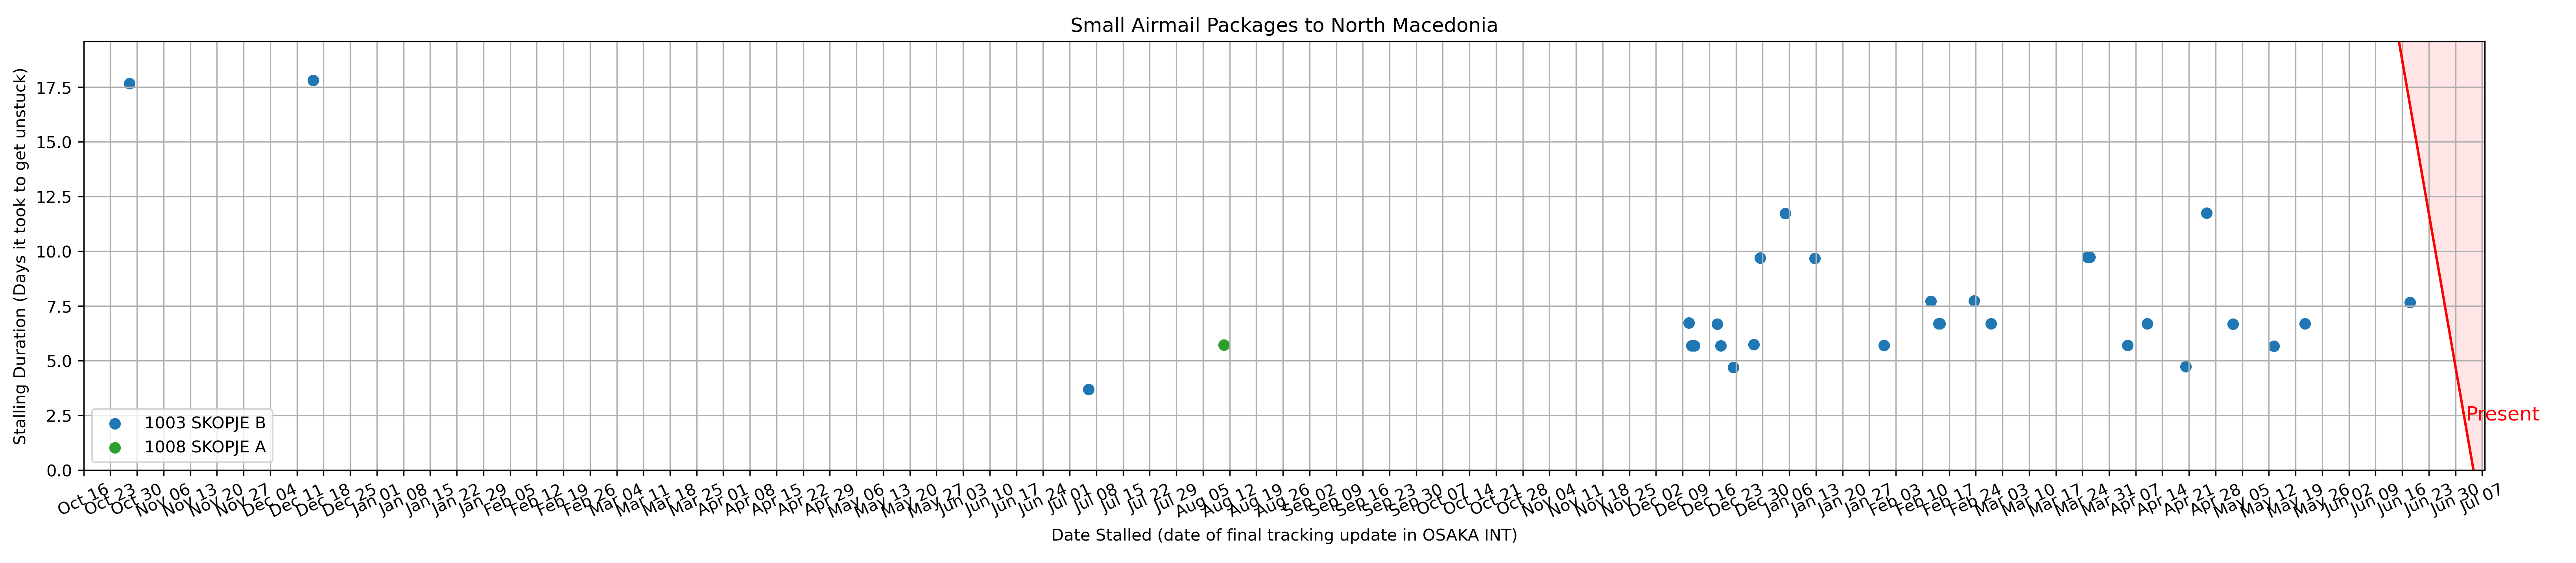 Small Airmail Packages to North Macedonia
Stalling Duration (Days it took to get unstuck)
17.5
15.0
12.5
10.0
7.5
5.0
2.5
0.0
1003 SKOPJE B
1008 SKOPJE A
Present
Oct 16 Oct 23 Oct 30 Nov 06 Nov 13 Nov 20 Nov 27 Dec 04 Dec 11 Dec 18 Dec 25 Jan 01 Jan 08 Jan 15 Jan 22 Jan 29 Feb 05 Feb 12 Feb 19 Feb 26 Mar 04 Mar 11 Mar 18 Mar 25 Apr 01 Apr 08 Apr 15 Apr 22 Apr 29 May 06 May 13 May 20 May 27 Jun 03 Jun 10 Jun 17 Jun 24 Jul 01 Jul 08 Jul 15 Jul 22 Jul 29 Aug 05 Aug 12 Aug 19 Aug 26 Sep 02 Sep 09 Sep 16 Sep 23 Sep 30 Oct 07 Oct 14 Oct 21 Oct 28 Nov 04 Nov 11 Nov 18 Nov 25 Dec 02 Dec 09 Dec 16 Dec 23 Dec 30 Jan 06 Jan 13 Jan 20 Jan 27 Feb 03 Feb 10 Feb 17 Feb 24 Mar 03 Mar 10 Mar 17 Mar 24 Mar 31 Apr 07 Apr 14 Apr 21 Apr 28 May 05 May 12 May 19 May 26 Jun 02 Jun 09 Jun 16 Jun 23 Jun 30 Jul 07
Date Stalled (date of final tracking update in OSAKA INT)